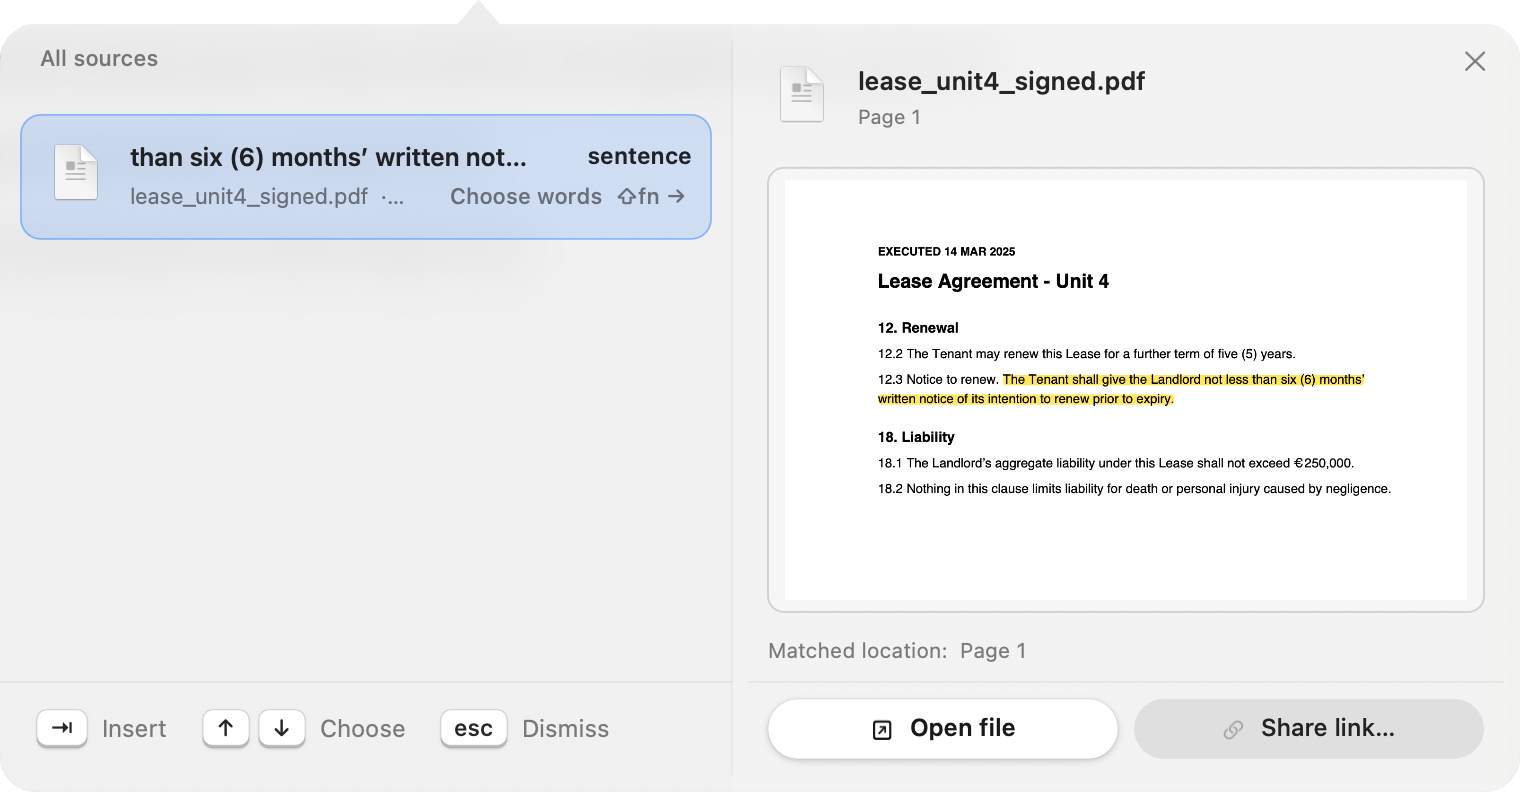 All sources
than six (6) months’ written not...
sentence
lease_unit4_signed.pdf ·...
Choose words ⇧fn →
→| Insert
↑ ↓ Choose
esc Dismiss
lease_unit4_signed.pdf
Page 1
EXECUTED 14 MAR 2025
Lease Agreement - Unit 4
12. Renewal
12.2 The Tenant may renew this Lease for a further term of five (5) years.
12.3 Notice to renew. The Tenant shall give the Landlord not less than six (6) months’
written notice of its intention to renew prior to expiry.
18. Liability
18.1 The Landlord’s aggregate liability under this Lease shall not exceed €250,000.
18.2 Nothing in this clause limits liability for death or personal injury caused by negligence.
Matched location: Page 1
Open file
Share link...